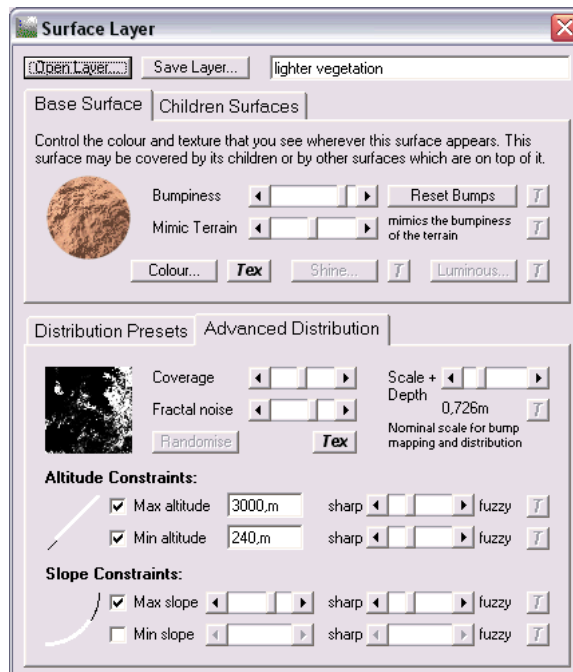 Surface Layer
Open Layer... Save Layer... lighter vegetation
Base Surface Children Surfaces
Control the colour and texture that you see wherever this surface appears. This
surface may be covered by its children or by other surfaces which are on top of it.
Bumpiness Reset Bumps T
Mimic Terrain mimics the bumpiness
of the terrain T
Colour... Tex Shine... T Luminous... T
Distribution Presets Advanced Distribution
Coverage Scale +
Depth
Fractal noise 0,726m T
Randomise Tex Nominal scale for bump
mapping and distribution
Altitude Constraints:
Max altitude 3000,m sharp fuzzy T
Min altitude 240,m sharp fuzzy T
Slope Constraints:
Max slope sharp fuzzy T
Min slope sharp fuzzy T